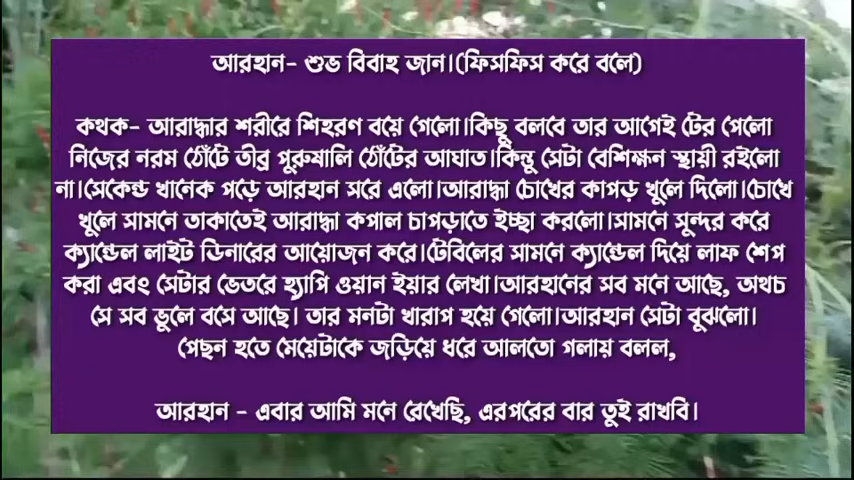 আরহান- শুভ বিবাহ জান।(ফিসফিস করে বলে)
কথক- আরাদ্ধার শরীরে শিহরণ বয়ে গেলো।কিছু বলবে তার আগেই টের পেলো
নিজের নরম ঠোঁটে তীব্র পুরুষালি ঠোঁটের আঘাত।কিন্তু সেটা বেশিক্ষন স্থায়ী রইলো
না।সেকেন্ড খানেক পড়ে আরহান সরে এলো।আরাদ্ধা চোখের কাপড় খুলে দিলো।চোখে
খুলে সামনে তাকাতেই আরাদ্ধা কপাল চাপড়াতে ইচ্ছা করলো।সামনে সুন্দর করে
ক্যান্ডেল লাইট ডিনারের আয়োজন করে।টেবিলের সামনে ক্যান্ডেল দিয়ে লাফ শেপ
করা এবং সেটার ভেতরে হ্যাপি ওয়ান ইয়ার লেখা।আরহানের সব মনে আছে, অথচ
সে সব ভুলে বসে আছে। তার মনটা খারাপ হয়ে গেলো।আরহান সেটা বুঝলো।
পেছন হতে মেয়েটাকে জড়িয়ে ধরে আলতো গলায় বলল,
আরহান - এবার আমি মনে রেখেছি, এরপরের বার তুই রাখবি।